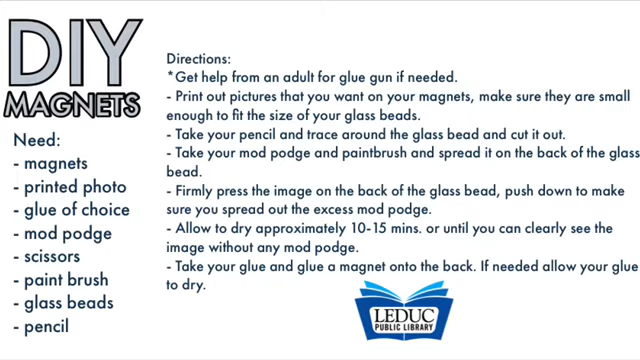 DIY
MAGNETS
Need:
- magnets
- printed photo
- glue of choice
- mod podge
- scissors
- paint brush
- glass beads
- pencil
Directions:
*Get help from an adult for glue gun if needed.
- Print out pictures that you want on your magnets, make sure they are small
enough to fit the size of your glass beads.
- Take your pencil and trace around the glass bead and cut it out.
- Take your mod podge and paintbrush and spread it on the back of the glass
bead.
- Firmly press the image on the back of the glass bead, push down to make
sure you spread out the excess mod podge.
- Allow to dry approximately 10-15 mins. or until you can clearly see the
image without any mod podge.
- Take your glue and glue a magnet onto the back. If needed allow your glue
to dry.
LEDUC
PUBLIC LIBRARY